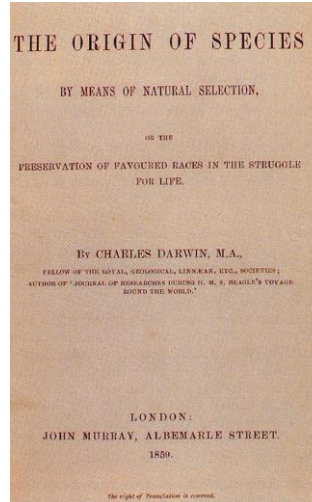 THE ORIGIN OF SPECIES
BY MEANS OF NATURAL SELECTION,
OR THE
PRESERVATION OF FAVOURED RACES IN THE STRUGGLE
FOR LIFE.
BY CHARLES DARWIN, M.A.,
FELLOW OF THE ROYAL, GEOLOGICAL, LINNÆAN, ETC., SOCIETIES;
AUTHOR OF 'JOURNAL OF RESEARCHES DURING H. M. S. BEAGLE'S VOYAGE
ROUND THE WORLD.'
LONDON:
JOHN MURRAY, ALBEMARLE STREET.
1859.
The right of Translation is reserved.